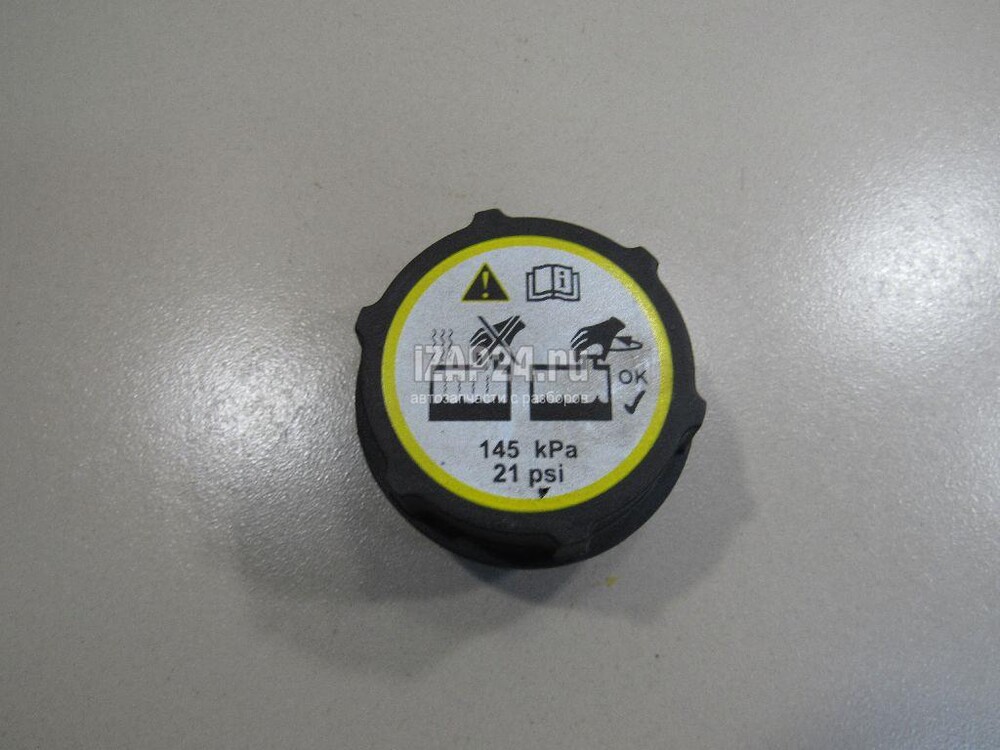 i
iZAP24.ru
OK
автозапчасти с разборов
145 kPa
21 psi